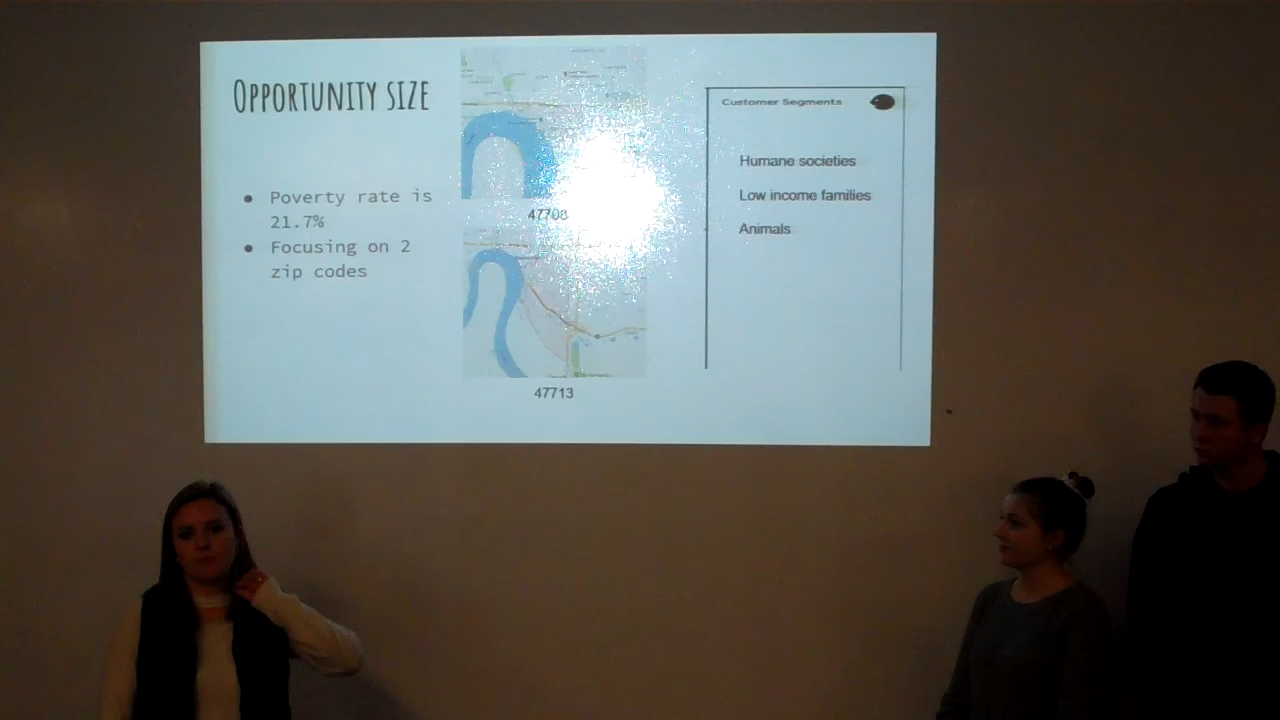 OPPORTUNITY SIZE
● Poverty rate is
21.7%
● Focusing on 2
zip codes
47708
47713
Customer Segments
Humane societies
Low income families
Animals